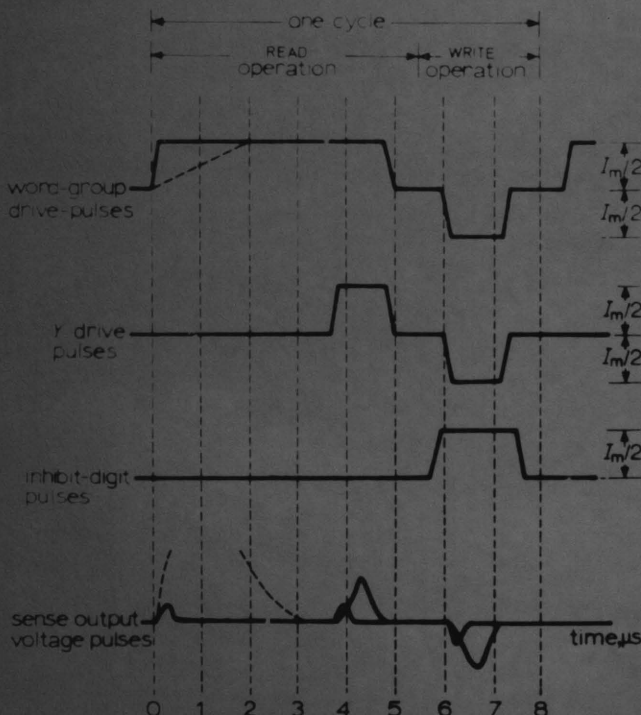 one cycle
READ
operation
WRITE
operation
word-group
drive-pulses
Im/2
Im/2
Y drive
pulses
Im/2
Im/2
inhibit-digit
pulses
Im/2
sense output
voltage pulses
time,μs
0 1 2 3 4 5 6 7 8